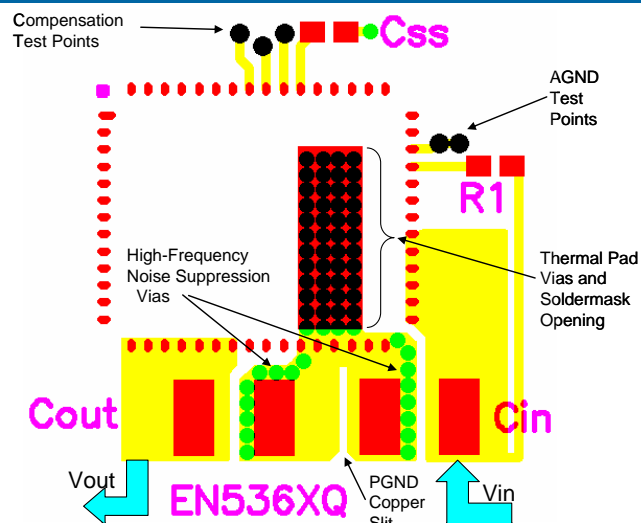 Compensation
Test Points
Css
AGND
Test
Points
R1
High-Frequency
Noise Suppression
Vias
Thermal Pad
Vias and
Soldermask
Opening
Cout
Cin
Vout
EN536XQ
PGND
Copper
Slit
Vin